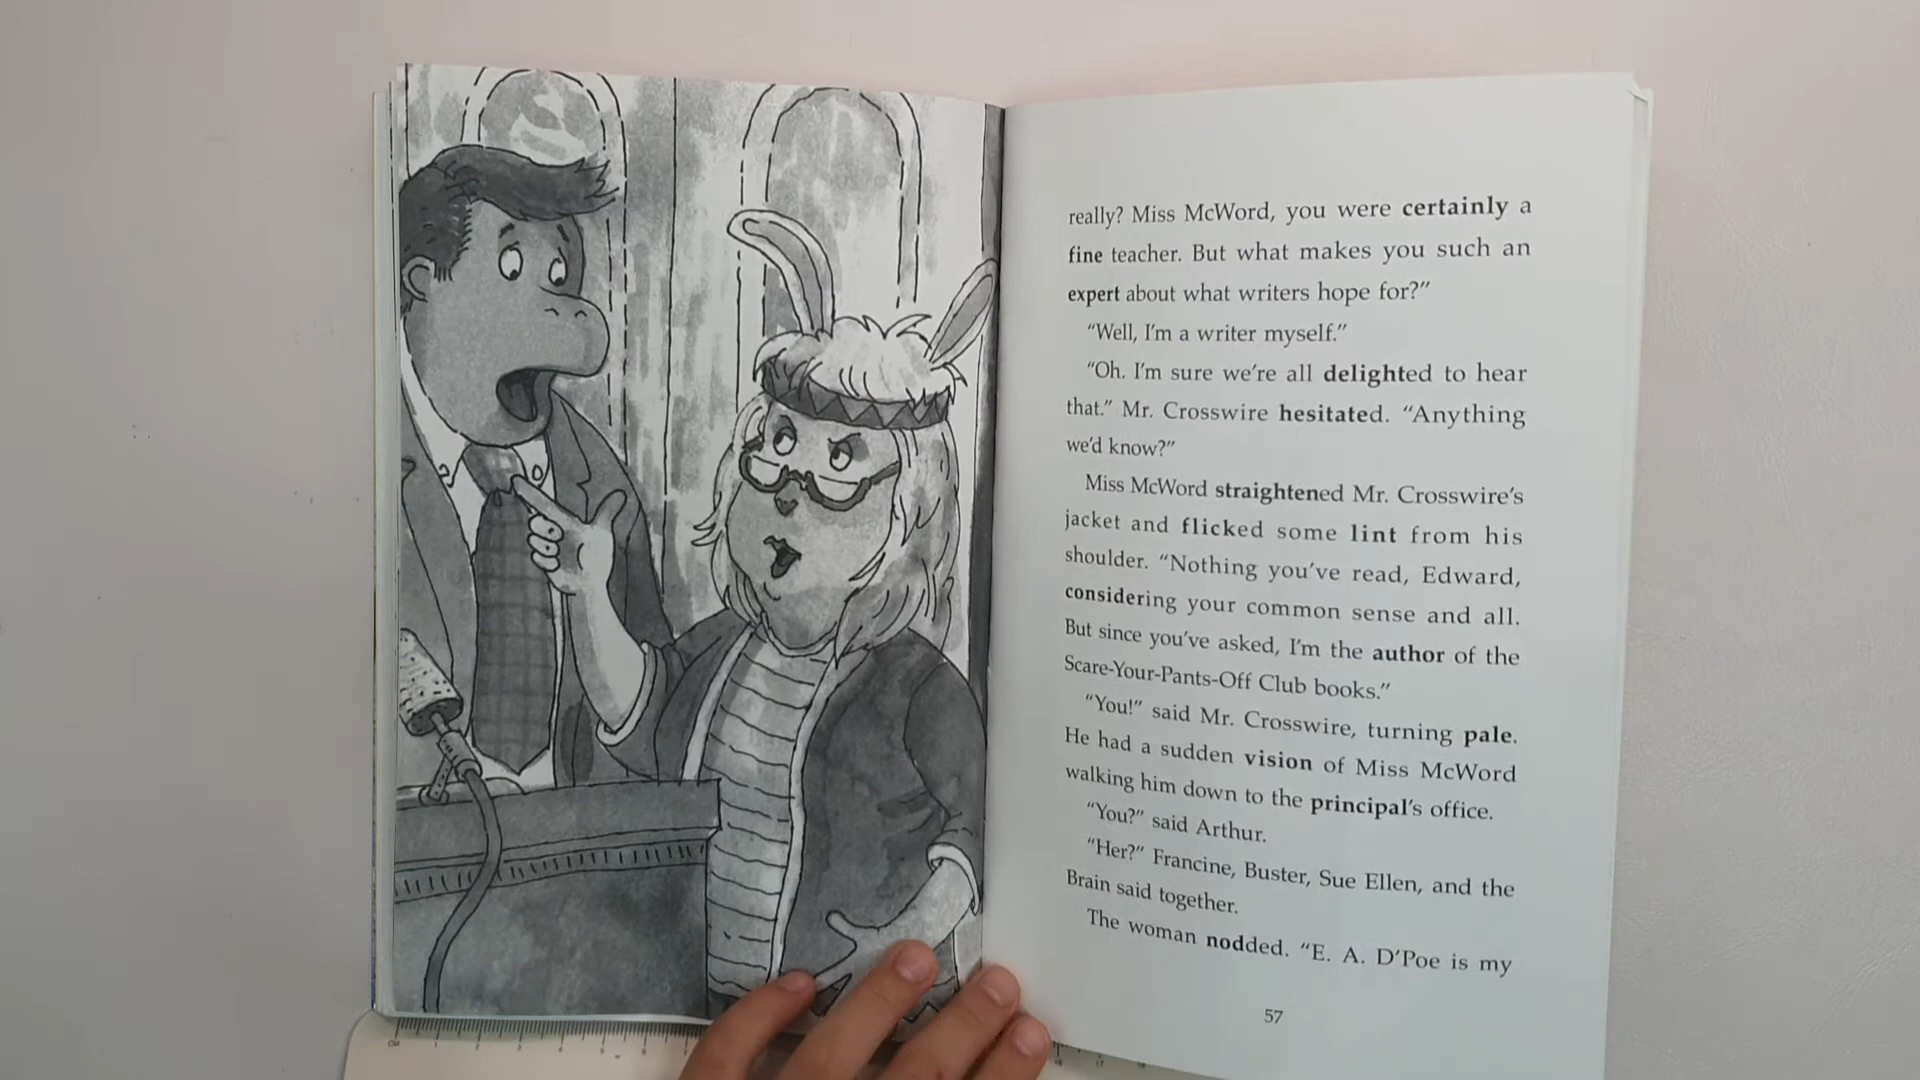 really? Miss McWord, you were certainly a
fine teacher. But what makes you such an
expert about what writers hope for?”
“Well, I’m a writer myself.”
“Oh. I’m sure we’re all delighted to hear
that.” Mr. Crosswire hesitated. “Anything
we’d know?”
Miss McWord straightened Mr. Crosswire’s
jacket and flicked some lint from his
shoulder. “Nothing you’ve read, Edward,
considering your common sense and all.
But since you’ve asked, I’m the author of the
Scare-Your-Pants-Off Club books.”
“You!” said Mr. Crosswire, turning pale.
He had a sudden vision of Miss McWord
walking him down to the principal’s office.
“You?” said Arthur.
“Her?” Francine, Buster, Sue Ellen, and the
Brain said together.
The woman nodded. “E. A. D’Poe is my
57